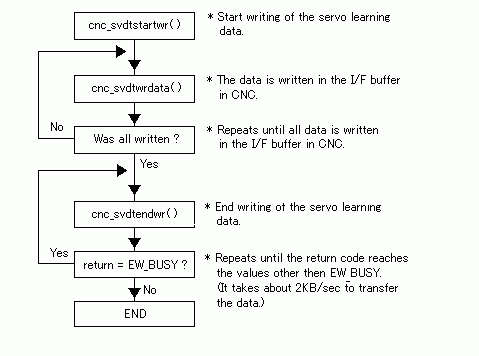 cnc_svdtstartwr( )
* Start writing of the servo learning
data.
cnc_svdtwrdata( )
* The data is written in the I/F buffer
in CNC.
No
Was all written ?
* Repeats until all data is written
in the I/F buffer in CNC.
Yes
cnc_svdtendwr( )
* End writing of the servo learning
data.
Yes
return = EW_BUSY ?
* Repeats until the return code reaches
the values other then EW_BUSY.
(It takes about 2KB/sec to transfer
the data.)
No
END